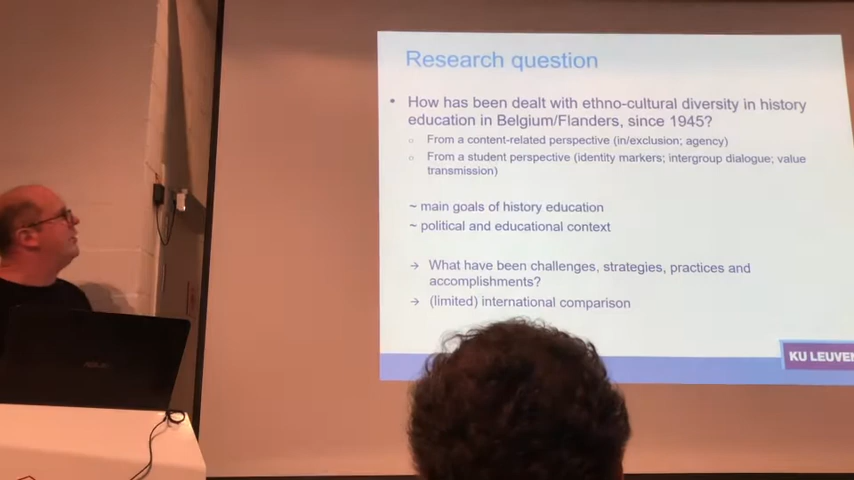 Research question
• How has been dealt with ethno-cultural diversity in history
education in Belgium/Flanders, since 1945?
○ From a content-related perspective (in/exclusion; agency)
○ From a student perspective (identity markers; intergroup dialogue; value
transmission)
~ main goals of history education
~ political and educational context
→ What have been challenges, strategies, practices and
accomplishments?
→ (limited) international comparison
KU LEUVEN
ASUS